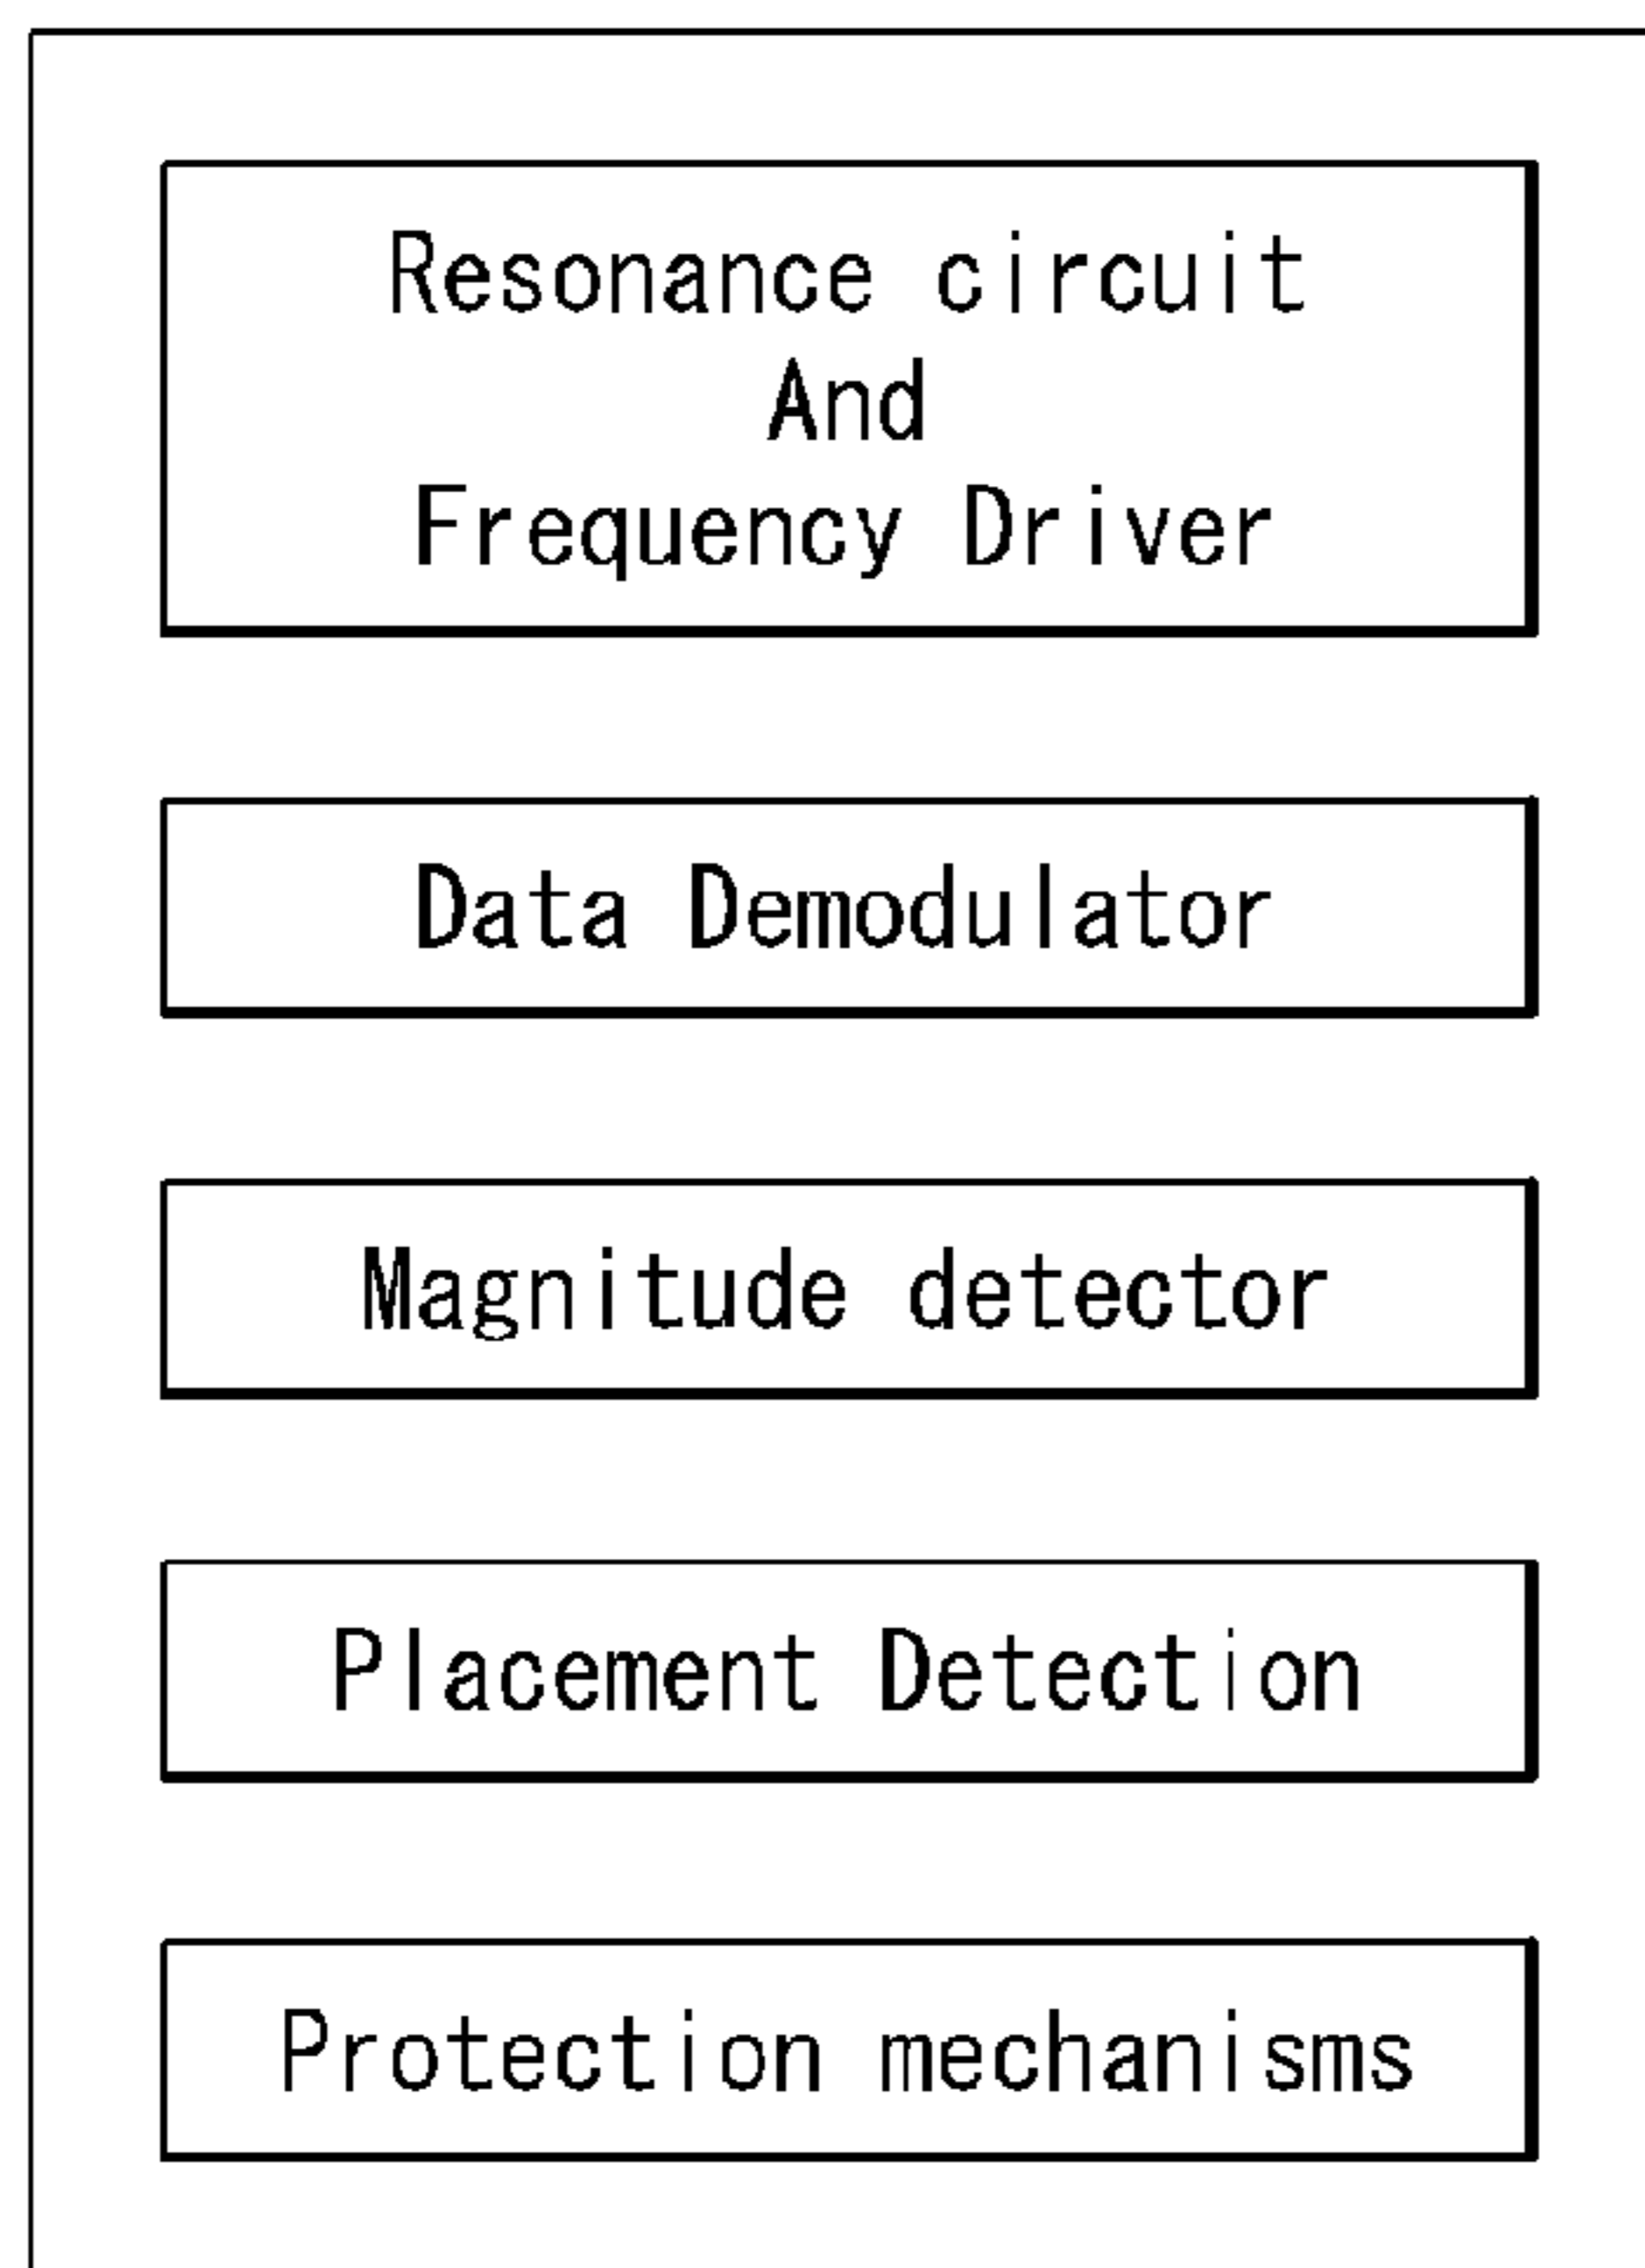 Resonance circuit
And
Frequency Driver
Data Demodulator
Magnitude detector
Placement Detection
Protection mechanisms